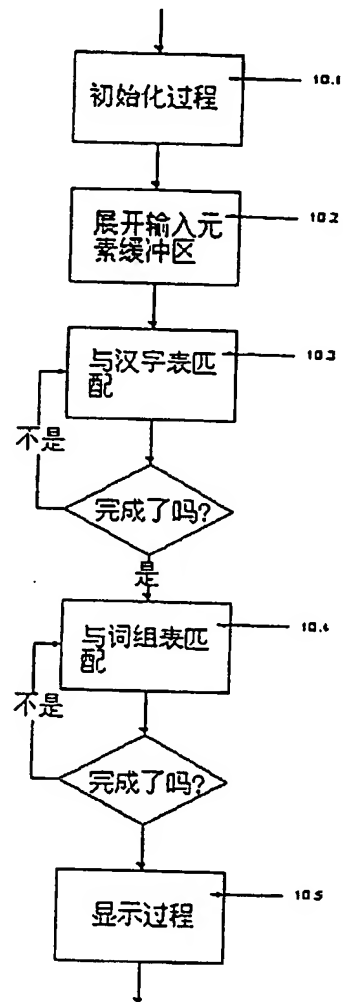 初始化过程
10.1
展开输入元
素缓冲区
10.2
与汉字表匹
配
10.3
不是
完成了吗?
是
与词组表匹
配
10.4
不是
完成了吗?
显示过程
10.5